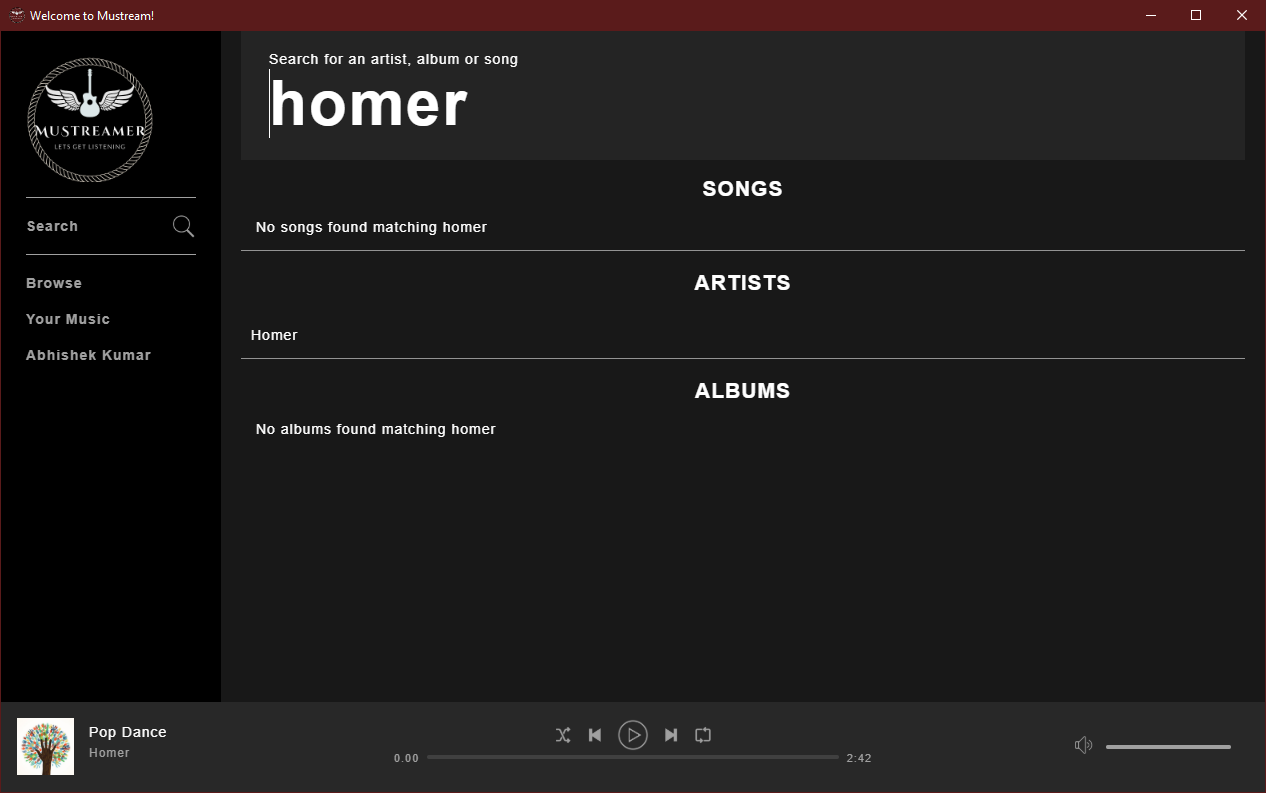 Welcome to Mustream!
MUSTREAMER
LETS GET LISTENING
Search
Browse
Your Music
Abhishek Kumar
Search for an artist, album or song
homer
SONGS
No songs found matching homer
ARTISTS
Homer
ALBUMS
No albums found matching homer
Pop Dance
Homer
0.00
2:42